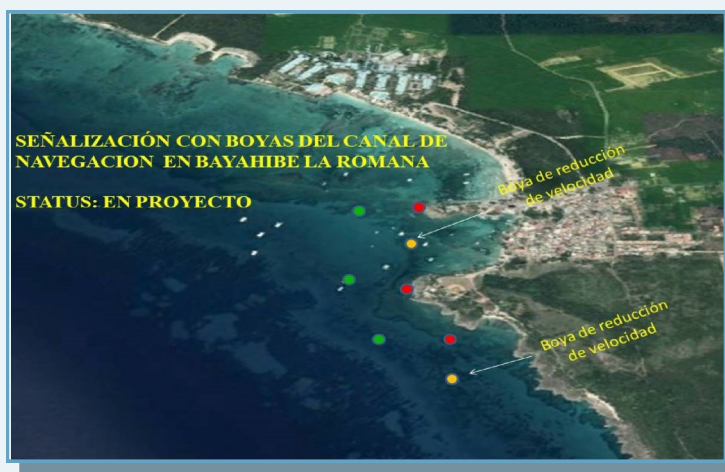 SEÑALIZACIÓN CON BOYAS DEL CANAL DE
NAVEGACION EN BAYAHIBE LA ROMANA
STATUS: EN PROYECTO
Boya de reducción
de velocidad
Boya de reducción
de velocidad